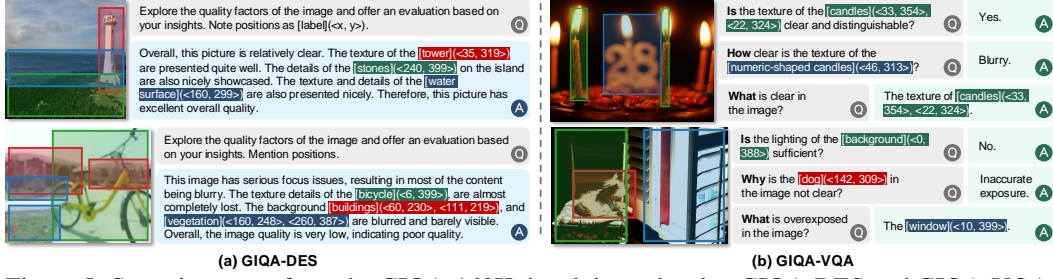 Explore the quality factors of the image and offer an evaluation based on
your insights. Note positions as [label](<x, y>).
Q
Overall, this picture is relatively clear. The texture of the [tower](<35, 319>)
are presented quite well. The details of the [stones](<240, 399>) on the island
are also nicely showcased. The texture and details of the [water
surface](<160, 299>) are also presented nicely. Therefore, this picture has
excellent overall quality.
A
Explore the quality factors of the image and offer an evaluation based
on your insights. Mention positions.
Q
This image has serious focus issues, resulting in most of the content
being blurry. The texture details of the [bicycle](<6, 399>), are almost
completely lost. The background [buildings](<60, 230> <111, 219>), and
[vegetation](<160, 248>, <260, 387>) are blurred and barely visible.
Overall, the image quality is very low, indicating poor quality.
A
(a) GIQA-DES
Is the texture of the [candles](<33, 354>,
<22, 324>) clear and distinguishable?
Q
Yes.
A
How clear is the texture of the
[numeric-shaped candles](<46, 313>)?
Q
Blurry.
A
What is clear in
the image?
Q
The texture of [candles](<33,
354>, <22, 324>).
A
Is the lighting of the [background](<0,
388>) sufficient?
Q
No.
A
Why is the [dog](<142, 309>) in
the image not clear?
Q
Inaccurate
exposure.
A
What is overexposed
in the image?
Q
The [window](<10, 399>).
A
(b) GIQA-VQA